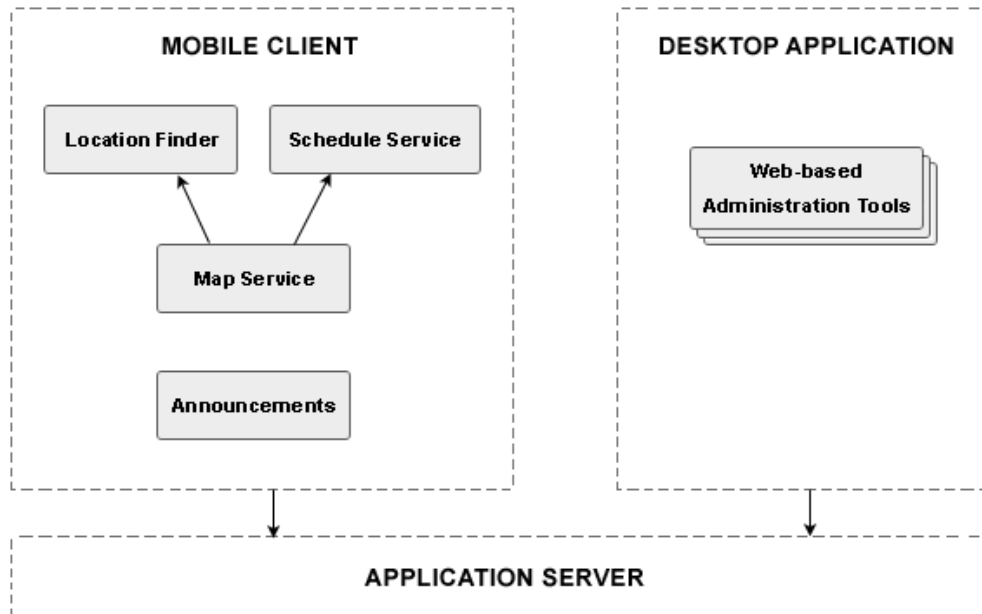 MOBILE CLIENT
DESKTOP APPLICATION
Location Finder
Schedule Service
Web-based
Administration Tools
Map Service
Announcements
APPLICATION SERVER